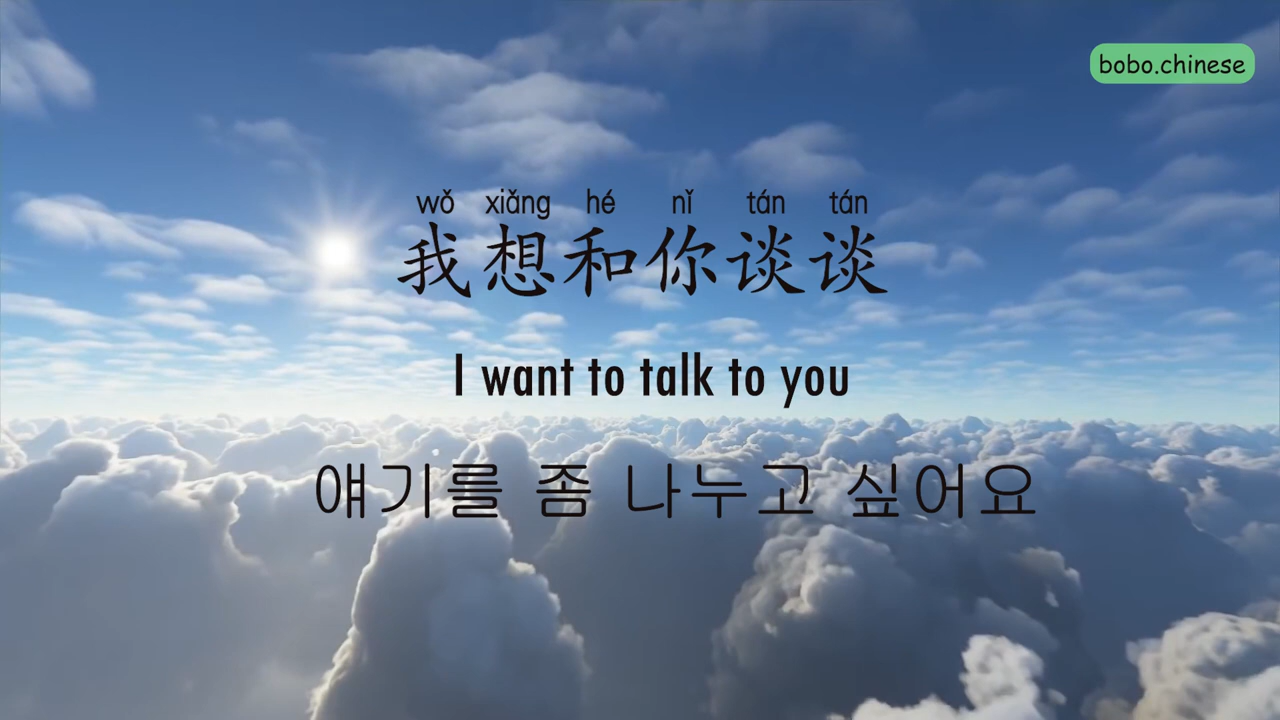 bobo.chinese
wǒ xiǎng hé nǐ tán tán
我想和你谈谈
I want to talk to you
얘기를 좀 나누고 싶어요